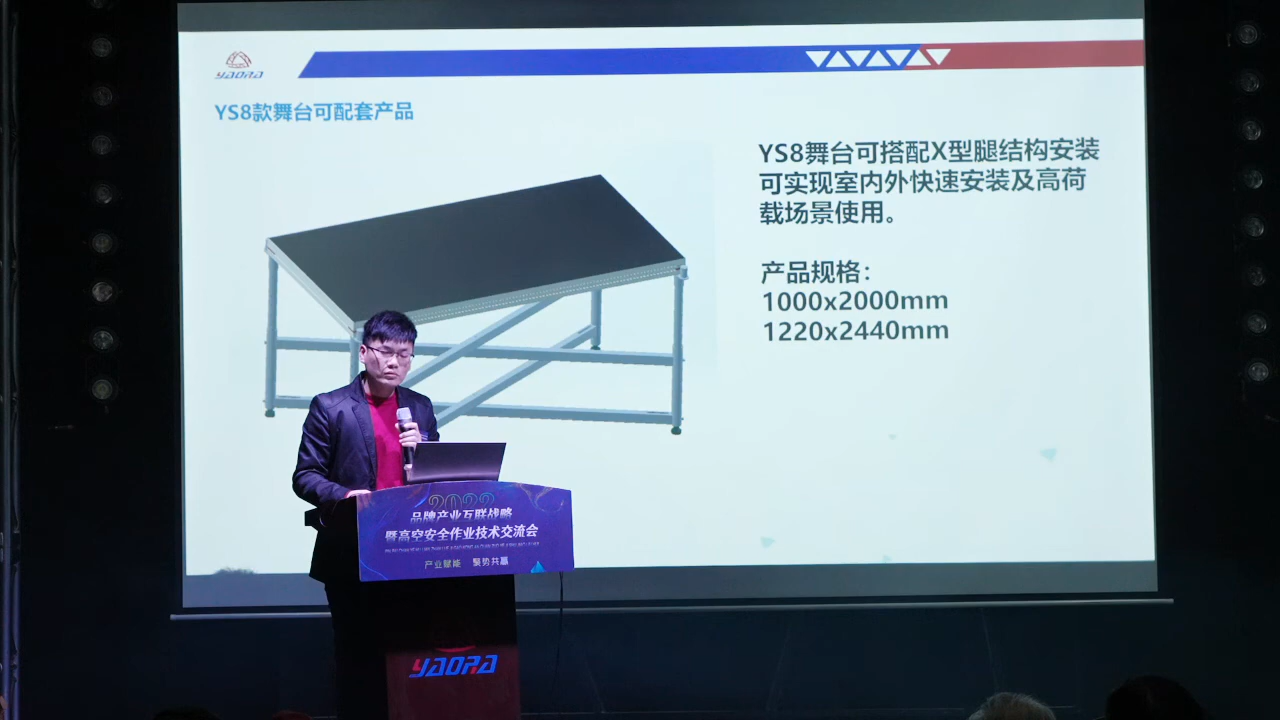 YAORA
YS8款舞台可配套产品
YS8舞台可搭配X型腿结构安装
可实现室内外快速安装及高荷
载场景使用。
产品规格：
1000x2000mm
1220x2440mm
2022
品牌产业互联战略
暨高空安全作业技术交流会
产业赋能 聚势共赢
YAORA